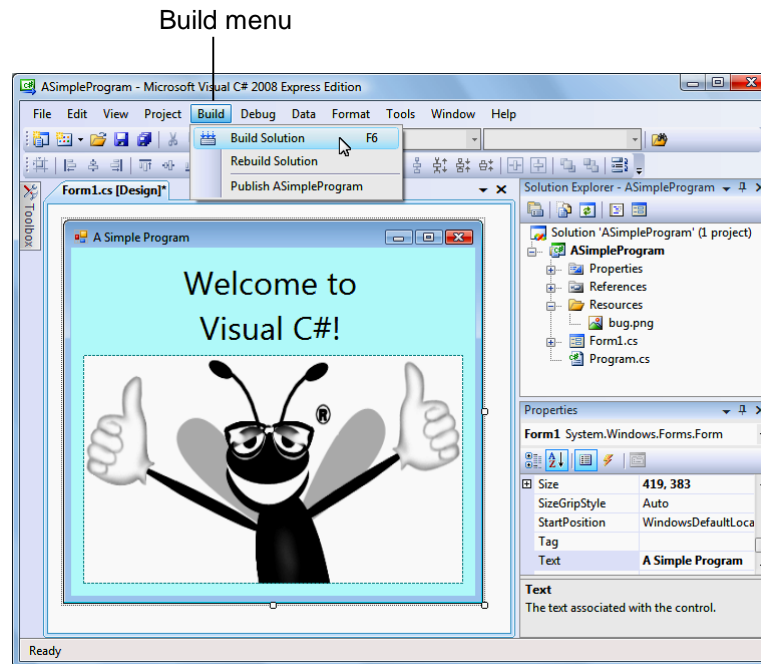 Build menu
ASimpleProgram - Microsoft Visual C# 2008 Express Edition
File Edit View Project Build Debug Data Format Tools Window Help
Build Solution F6
Rebuild Solution
Publish ASimpleProgram
Toolbox
Form1.cs [Design]*
A Simple Program
Welcome to
Visual C#!
®
Solution Explorer - ASimpleProgram
Solution 'ASimpleProgram' (1 project)
ASimpleProgram
Properties
References
Resources
bug.png
Form1.cs
Program.cs
Properties
Form1 System.Windows.Forms.Form
Size 419, 383
SizeGripStyle Auto
StartPosition WindowsDefaultLoca
Tag
Text A Simple Program
Text
The text associated with the control.
Ready